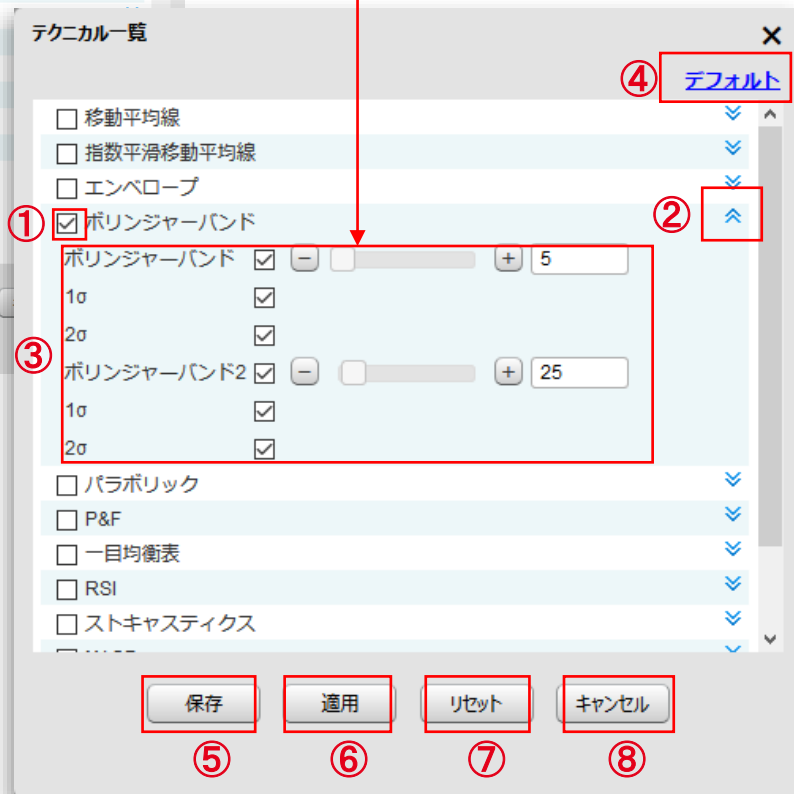 テクニカル一覧 ×
④ デフォルト
移動平均線
指数平滑移動平均線
エンベロープ
① ボリンジャーバンド ②
ボリンジャーバンド − + 5
1σ
2σ
③
ボリンジャーバンド2 − + 25
1σ
2σ
パラボリック
P&F
一目均衡表
RSI
ストキャスティクス
保存 適用 リセット キャンセル
⑤ ⑥ ⑦ ⑧